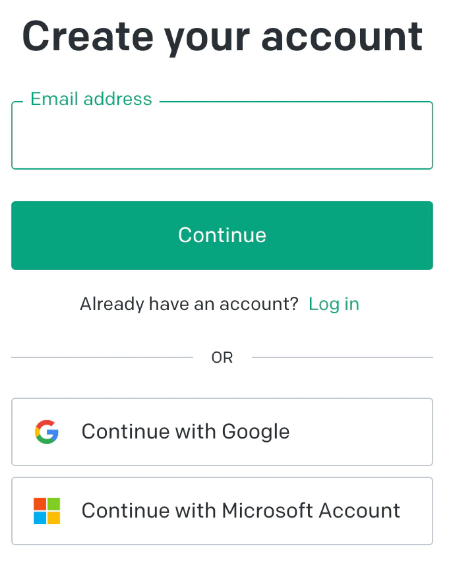 Create your account
Email address
Continue
Already have an account? Log in
OR
Continue with Google
Continue with Microsoft Account